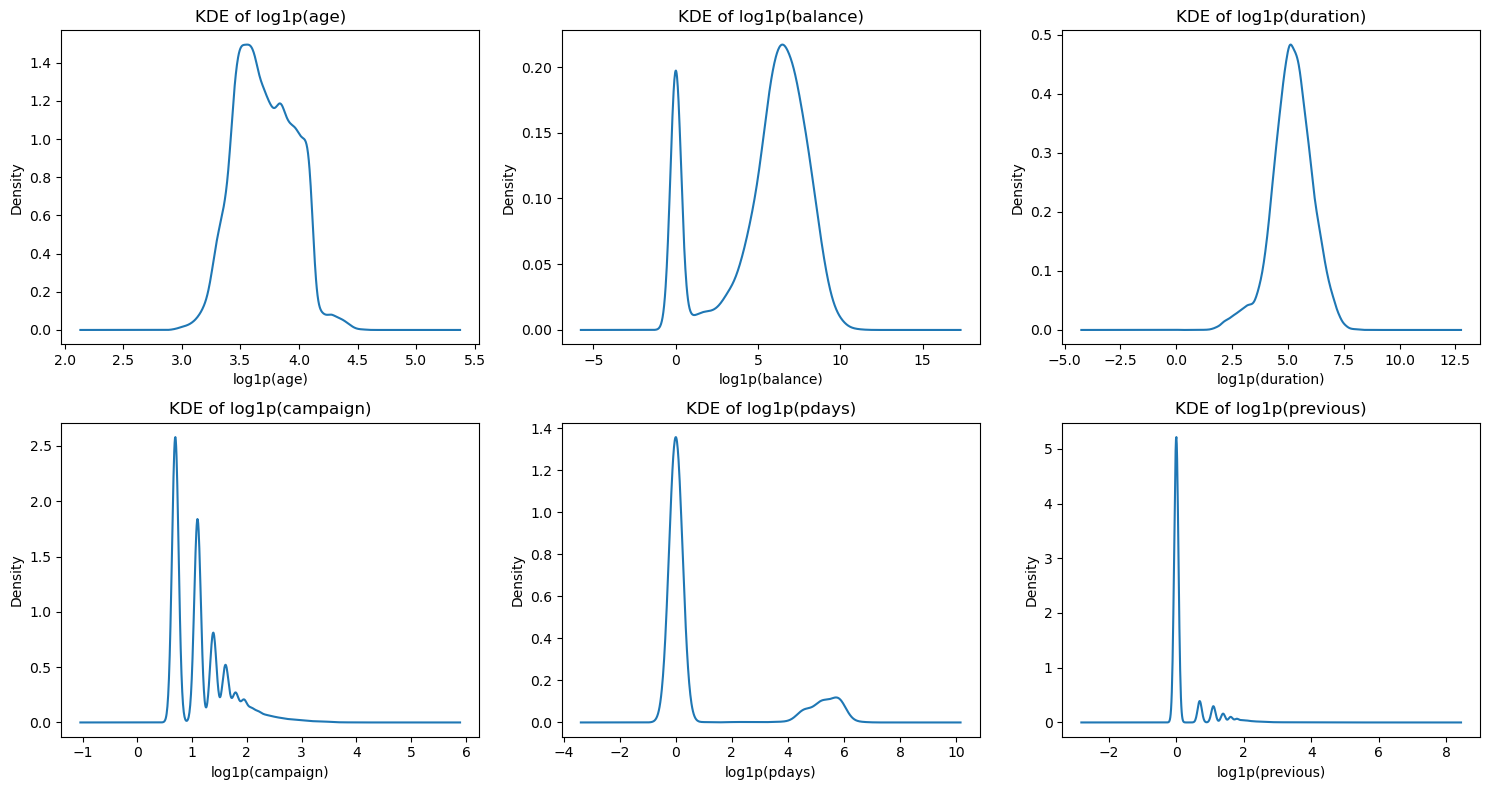 KDE of log1p(age)
Density
1.4
1.2
1.0
0.8
0.6
0.4
0.2
0.0
2.0 2.5 3.0 3.5 4.0 4.5 5.0 5.5
log1p(age)
KDE of log1p(balance)
Density
0.20
0.15
0.10
0.05
0.00
−5 0 5 10 15
log1p(balance)
KDE of log1p(duration)
Density
0.5
0.4
0.3
0.2
0.1
0.0
−5.0 −2.5 0.0 2.5 5.0 7.5 10.0 12.5
log1p(duration)
KDE of log1p(campaign)
Density
2.5
2.0
1.5
1.0
0.5
0.0
−1 0 1 2 3 4 5 6
log1p(campaign)
KDE of log1p(pdays)
Density
1.4
1.2
1.0
0.8
0.6
0.4
0.2
0.0
−4 −2 0 2 4 6 8 10
log1p(pdays)
KDE of log1p(previous)
Density
5
4
3
2
1
0
−2 0 2 4 6 8
log1p(previous)